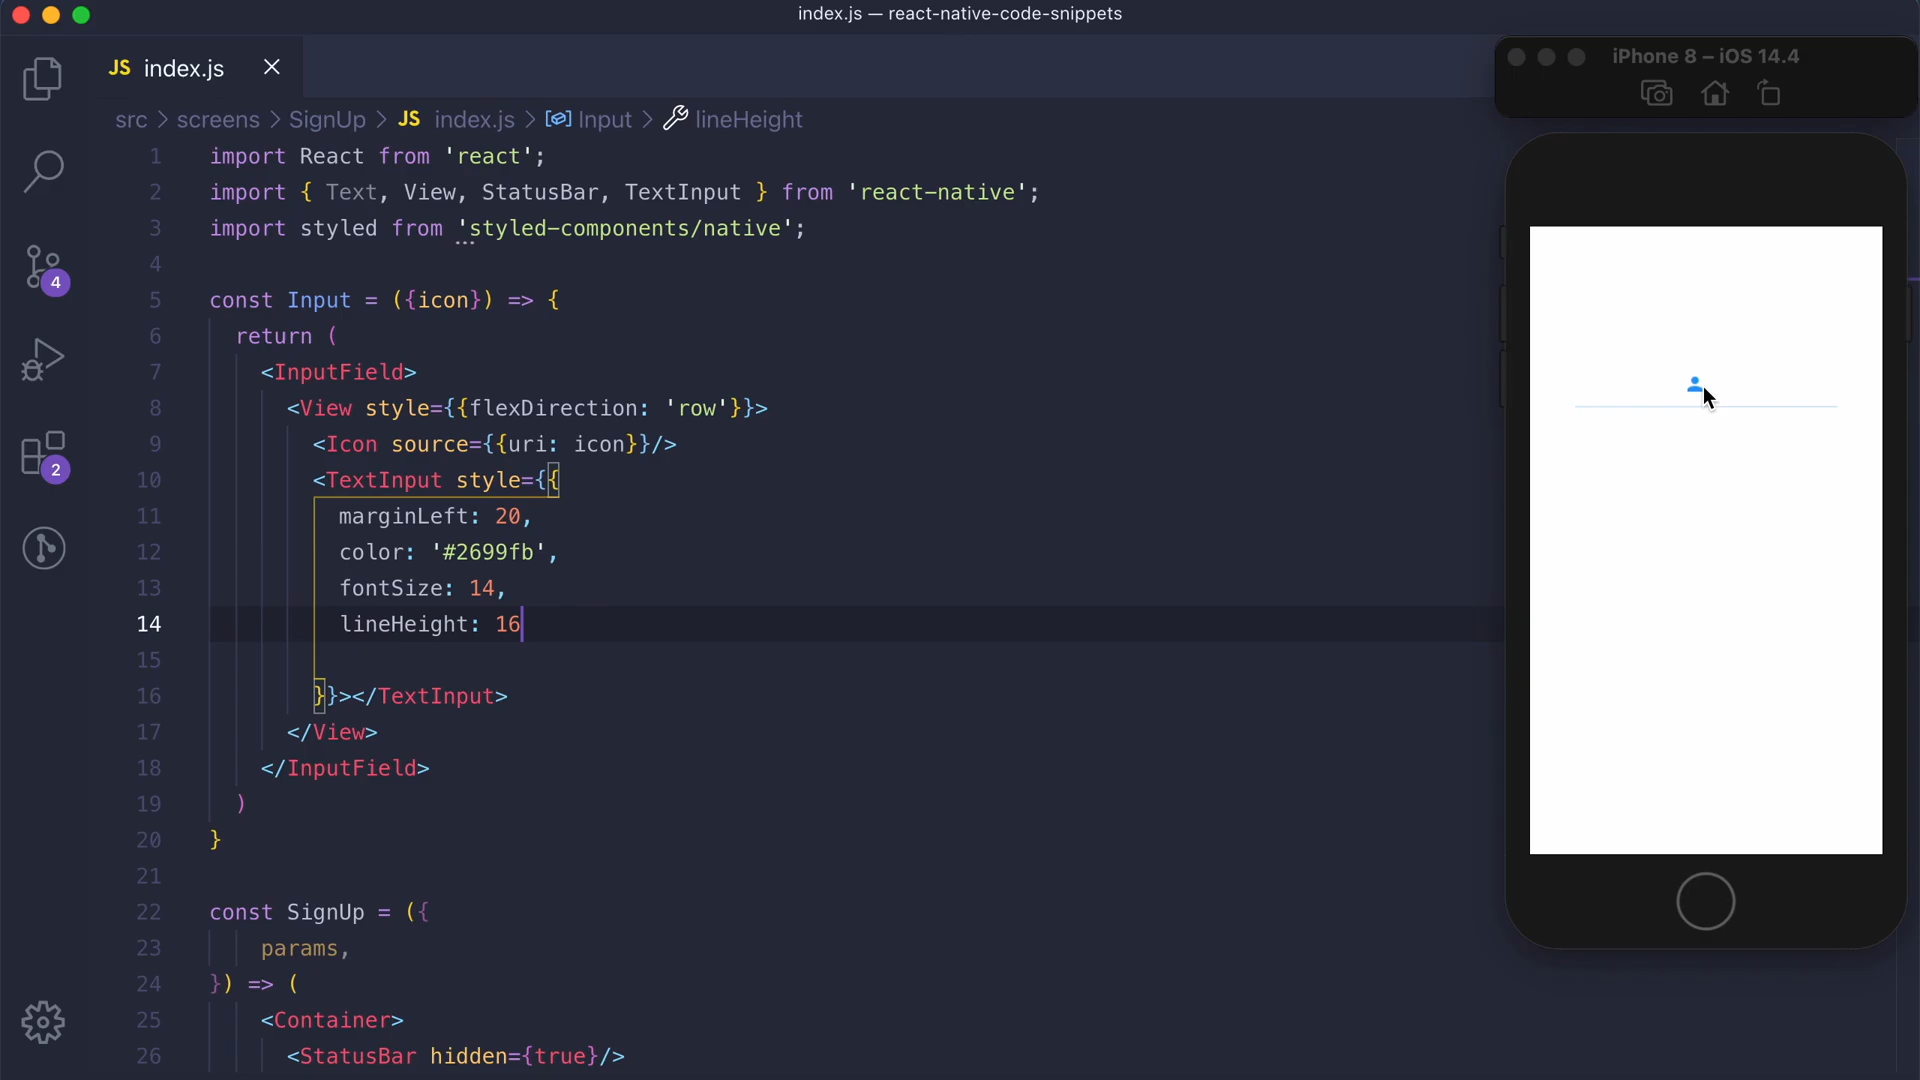 index.js — react-native-code-snippets
JS index.js
iPhone 8 – iOS 14.4
src > screens > SignUp > JS index.js > Input > lineHeight
1 import React from 'react';
2 import { Text, View, StatusBar, TextInput } from 'react-native';
3 import styled from 'styled-components/native';
4
5 const Input = ({icon}) => {
6 return (
7 <InputField>
8 <View style={{flexDirection: 'row'}}>
9 <Icon source={{uri: icon}}/>
10 <TextInput style={{
11 marginLeft: 20,
12 color: '#2699fb',
13 fontSize: 14,
14 lineHeight: 16
15
16 }}></TextInput>
17 </View>
18 </InputField>
19 )
20 }
21
22 const SignUp = ({
23 params,
24 }) => (
25 <Container>
26 <StatusBar hidden={true}/>
4
2